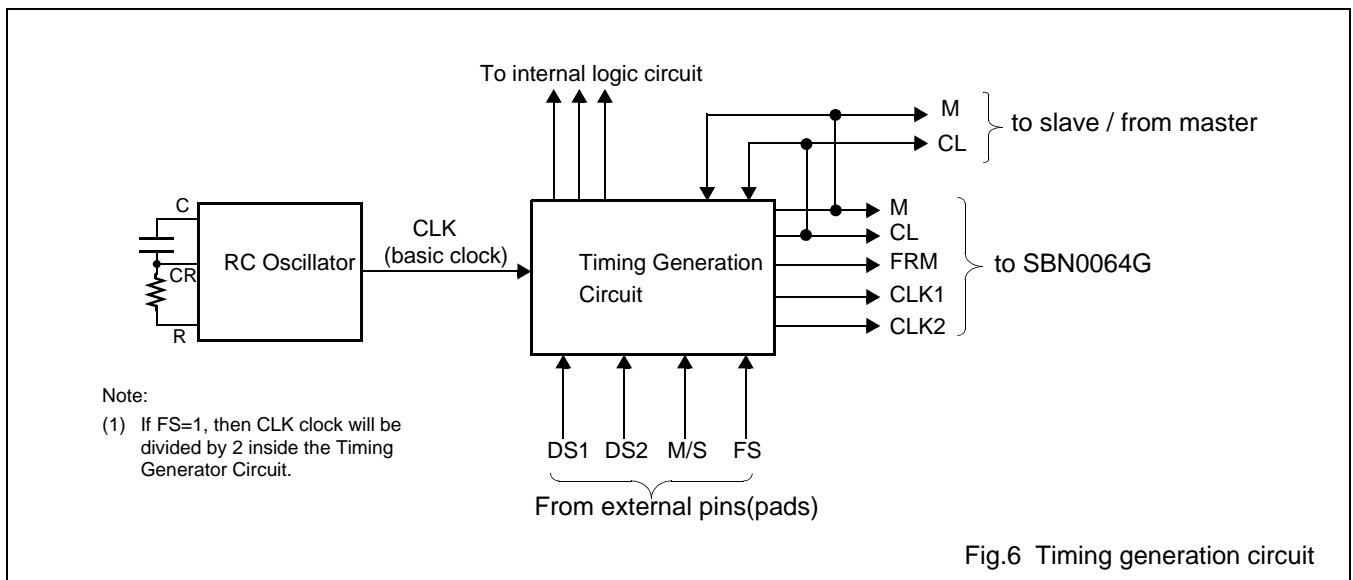 To internal logic circuit
M
CL
to slave / from master
C
CR
R
RC Oscillator
CLK
(basic clock)
Timing Generation
Circuit
M
CL
FRM
CLK1
CLK2
to SBN0064G
Note:
(1) If FS=1, then CLK clock will be
divided by 2 inside the Timing
Generator Circuit.
DS1 DS2 M/S FS
From external pins(pads)
Fig.6 Timing generation circuit